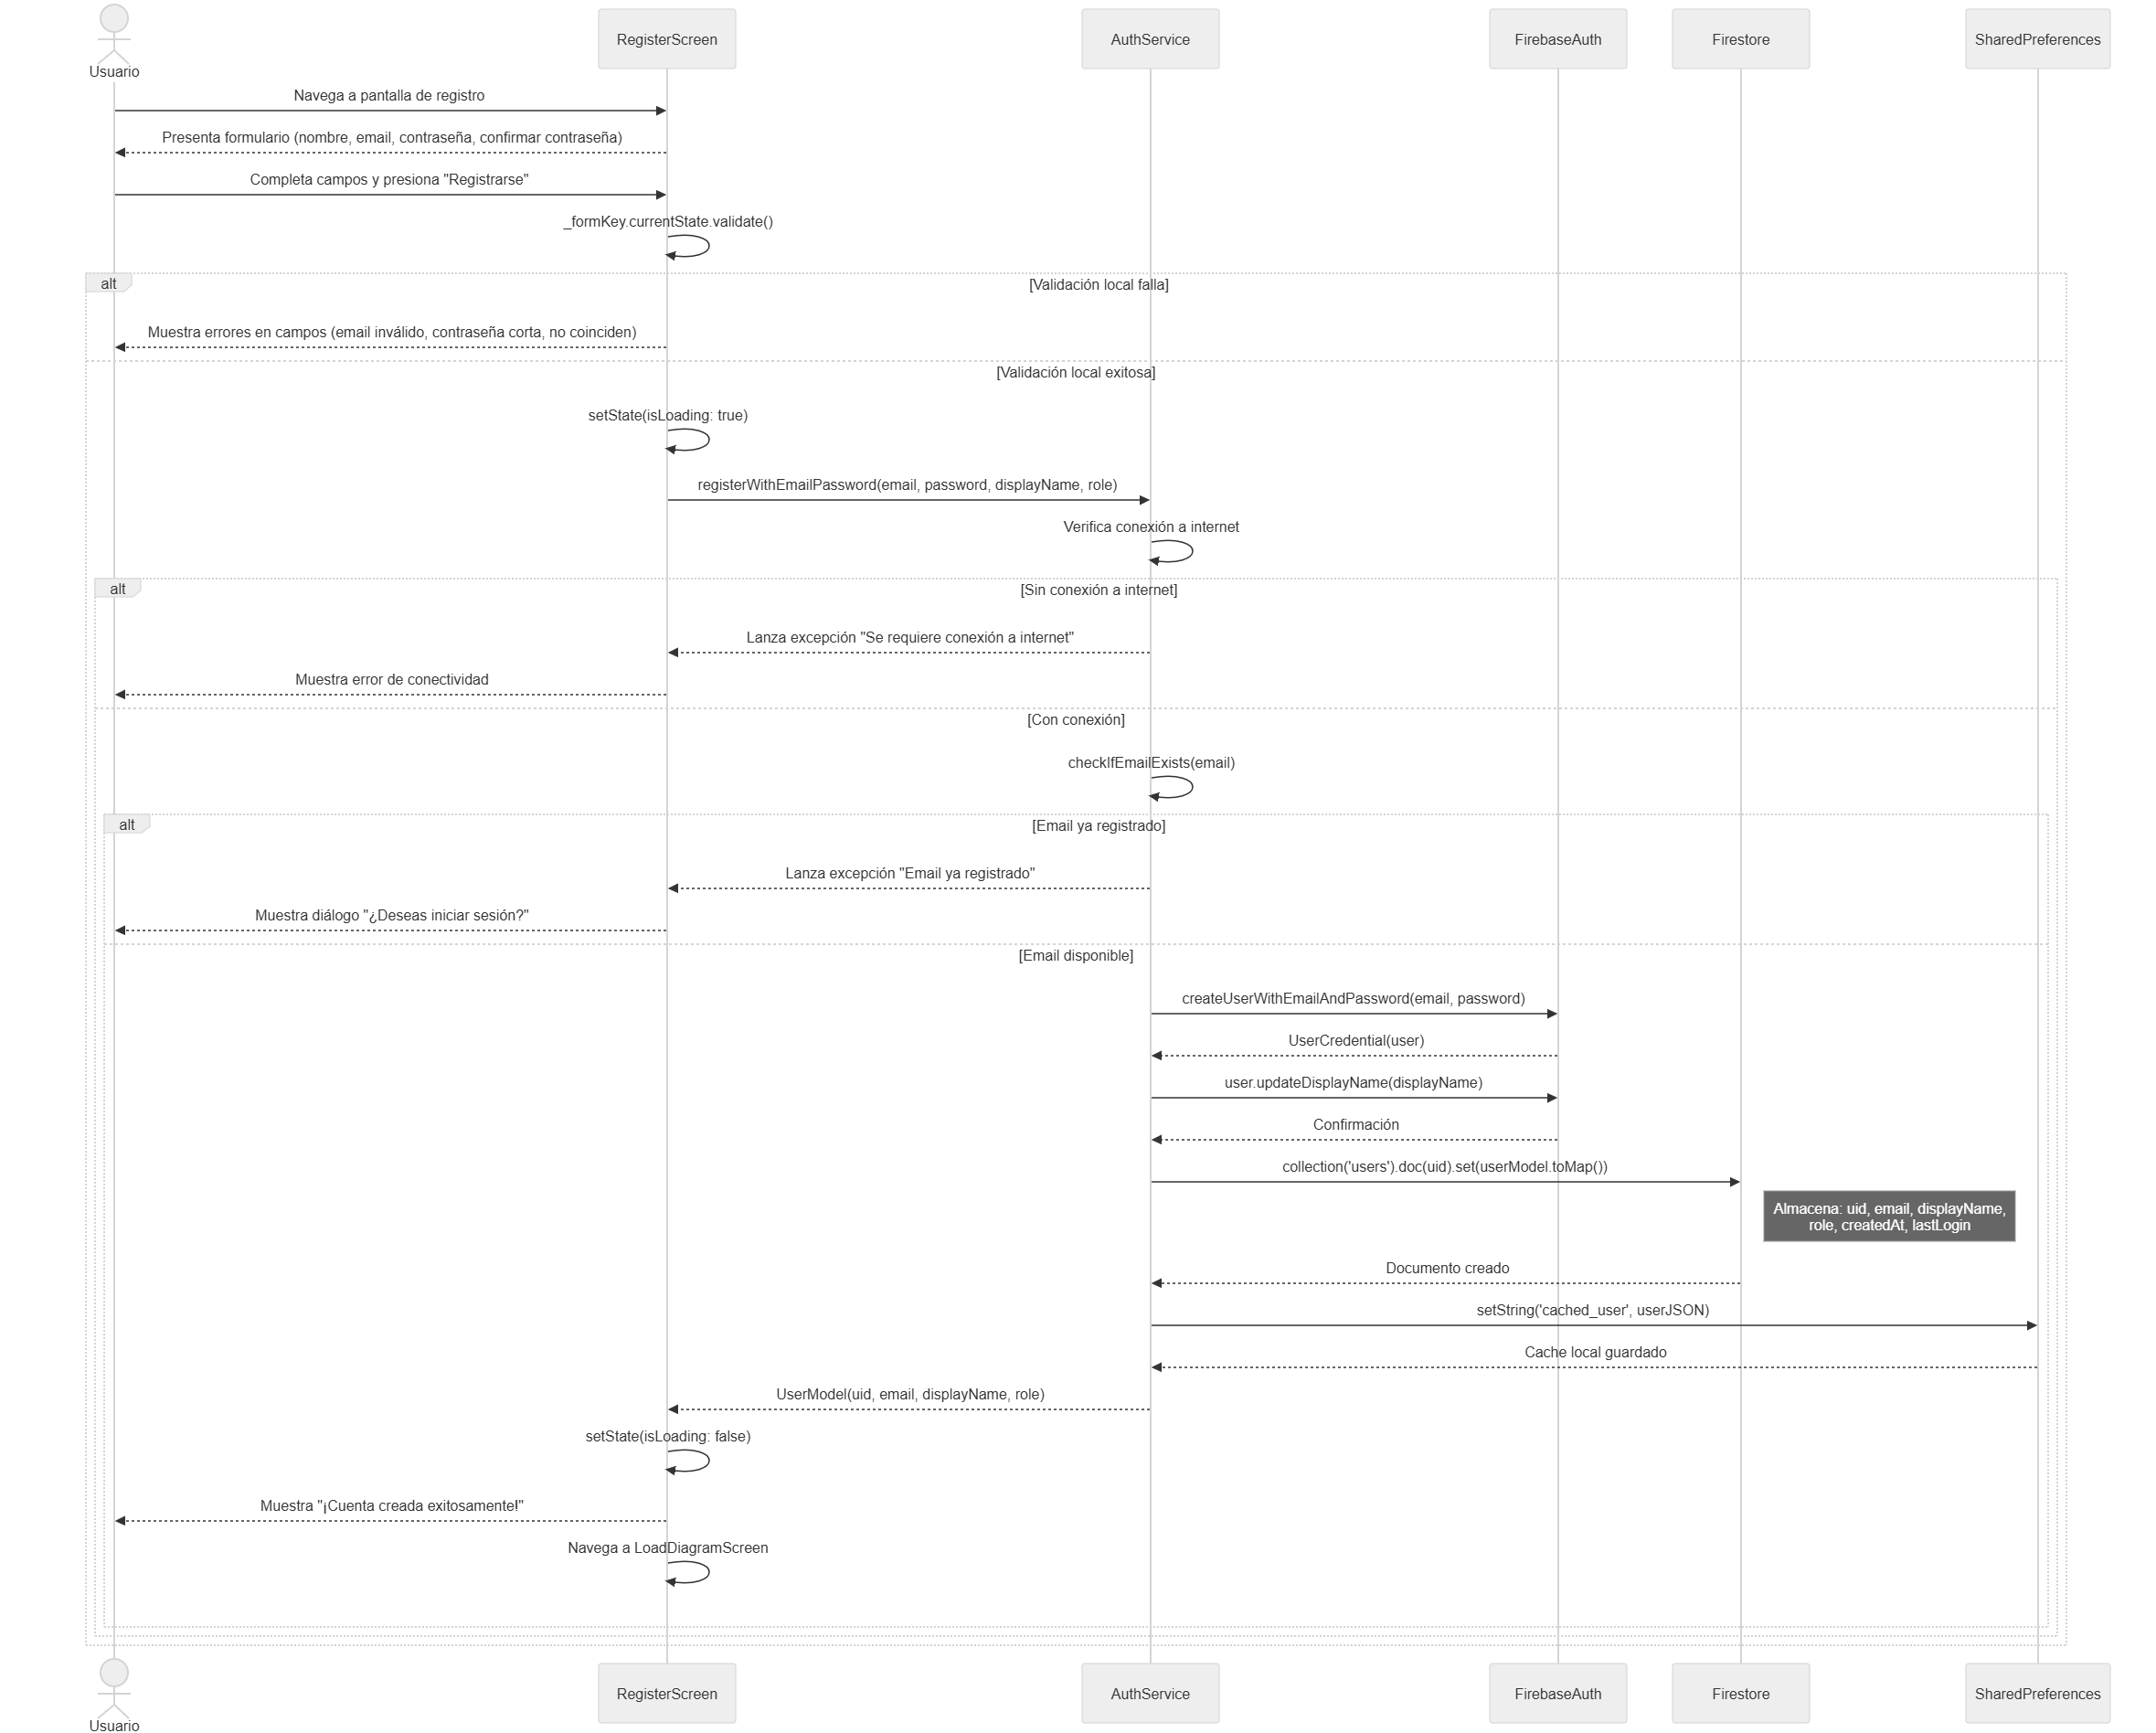 Usuario
RegisterScreen
AuthService
FirebaseAuth
Firestore
SharedPreferences
Navega a pantalla de registro
Presenta formulario (nombre, email, contraseña, confirmar contraseña)
Completa campos y presiona "Registrarse"
_formKey.currentState.validate()
alt
[Validación local falla]
Muestra errores en campos (email inválido, contraseña corta, no coinciden)
[Validación local exitosa]
setState(isLoading: true)
registerWithEmailPassword(email, password, displayName, role)
Verifica conexión a internet
alt
[Sin conexión a internet]
Lanza excepción "Se requiere conexión a internet"
Muestra error de conectividad
[Con conexión]
checkIfEmailExists(email)
alt
[Email ya registrado]
Lanza excepción "Email ya registrado"
Muestra diálogo "¿Deseas iniciar sesión?"
[Email disponible]
createUserWithEmailAndPassword(email, password)
UserCredential(user)
user.updateDisplayName(displayName)
Confirmación
collection('users').doc(uid).set(userModel.toMap())
Almacena: uid, email, displayName,
role, createdAt, lastLogin
Documento creado
setString('cached_user', userJSON)
Cache local guardado
UserModel(uid, email, displayName, role)
setState(isLoading: false)
Muestra "¡Cuenta creada exitosamente!"
Navega a LoadDiagramScreen
Usuario
RegisterScreen
AuthService
FirebaseAuth
Firestore
SharedPreferences